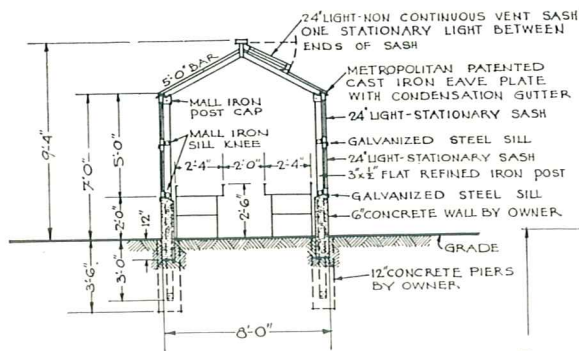 24" LIGHT-NON CONTINUOUS VENT SASH
ONE STATIONARY LIGHT BETWEEN
ENDS OF SASH
5'-0" BAR
METROPOLITAN PATENTED
CAST IRON EAVE PLATE
WITH CONDENSATION GUTTER
MALL IRON
POST CAP
24" LIGHT-STATIONARY SASH
MALL IRON
SILL KNEE
GALVANIZED STEEL SILL
24" LIGHT-STATIONARY SASH
3"x½" FLAT REFINED IRON POST
GALVANIZED STEEL SILL
6" CONCRETE WALL BY OWNER
GRADE
12" CONCRETE PIERS
BY OWNER
9'-4"
7'-0"
5'-0"
2'-0"
12"
2'-4"
2'-0"
2'-4"
2'-6"
3'-6"
3'-0"
8'-0"